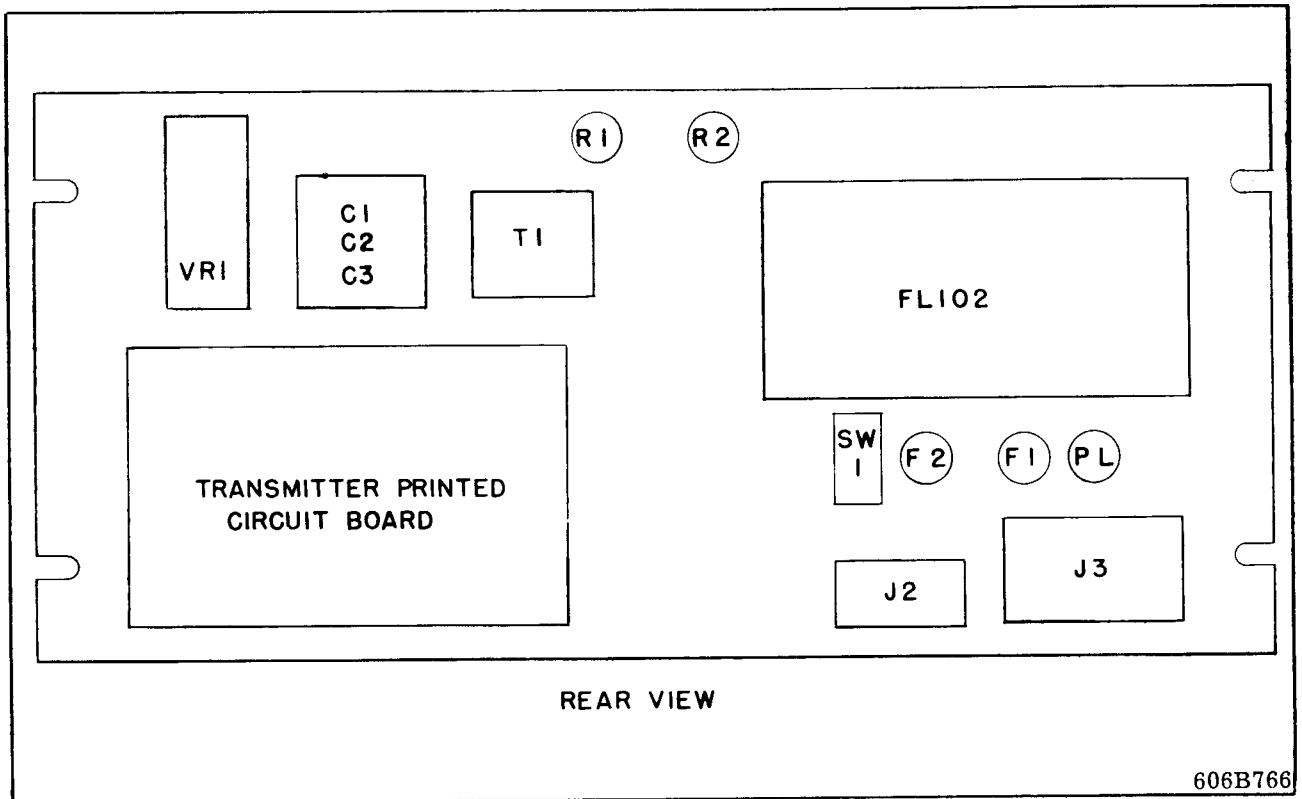 R1
R2
C1
C2
C3
T1
VR1
FL102
SW
1
F2
F1
PL
TRANSMITTER PRINTED
CIRCUIT BOARD
J2
J3
REAR VIEW
606B766